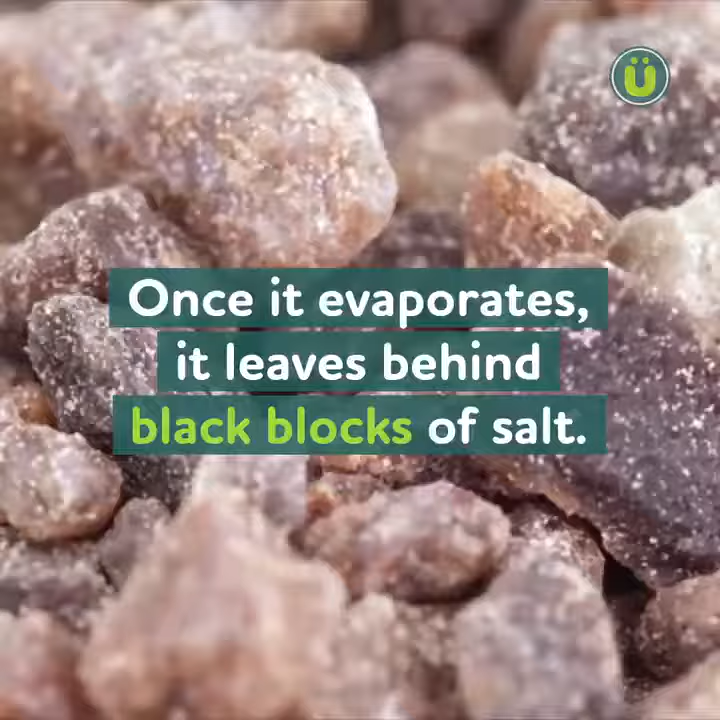 Ü
Once it evaporates,
it leaves behind
black blocks of salt.